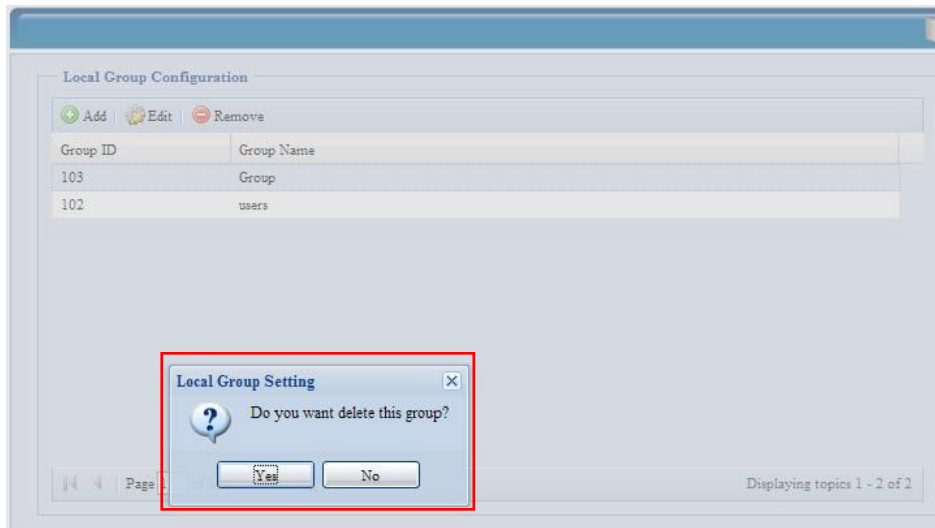 Local Group Configuration
Add Edit Remove
Group ID Group Name
103 Group
102 users
Local Group Setting
Do you want delete this group?
Yes No
Page 1 Displaying topics 1 - 2 of 2